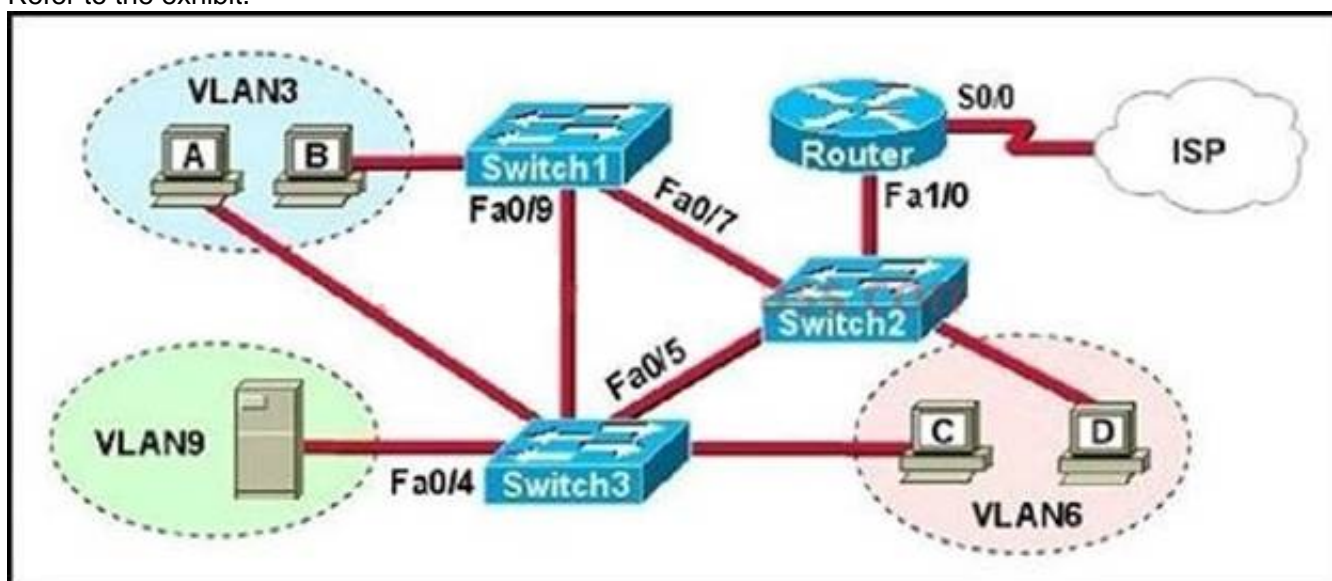 Refer to the exhibit.
VLAN3
A
B
Switch1
Fa0/9
Fa0/7
Router
S0/0
ISP
Fa1/0
Switch2
Fa0/5
VLAN9
Fa0/4
Switch3
C
D
VLAN6